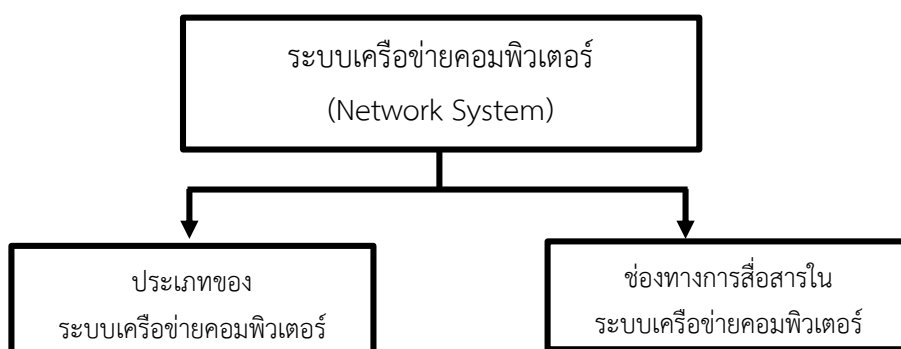 ระบบเครือข่ายคอมพิวเตอร์
(Network System)
ประเภทของ
ระบบเครือข่ายคอมพิวเตอร์
ช่องทางการสื่อสารใน
ระบบเครือข่ายคอมพิวเตอร์